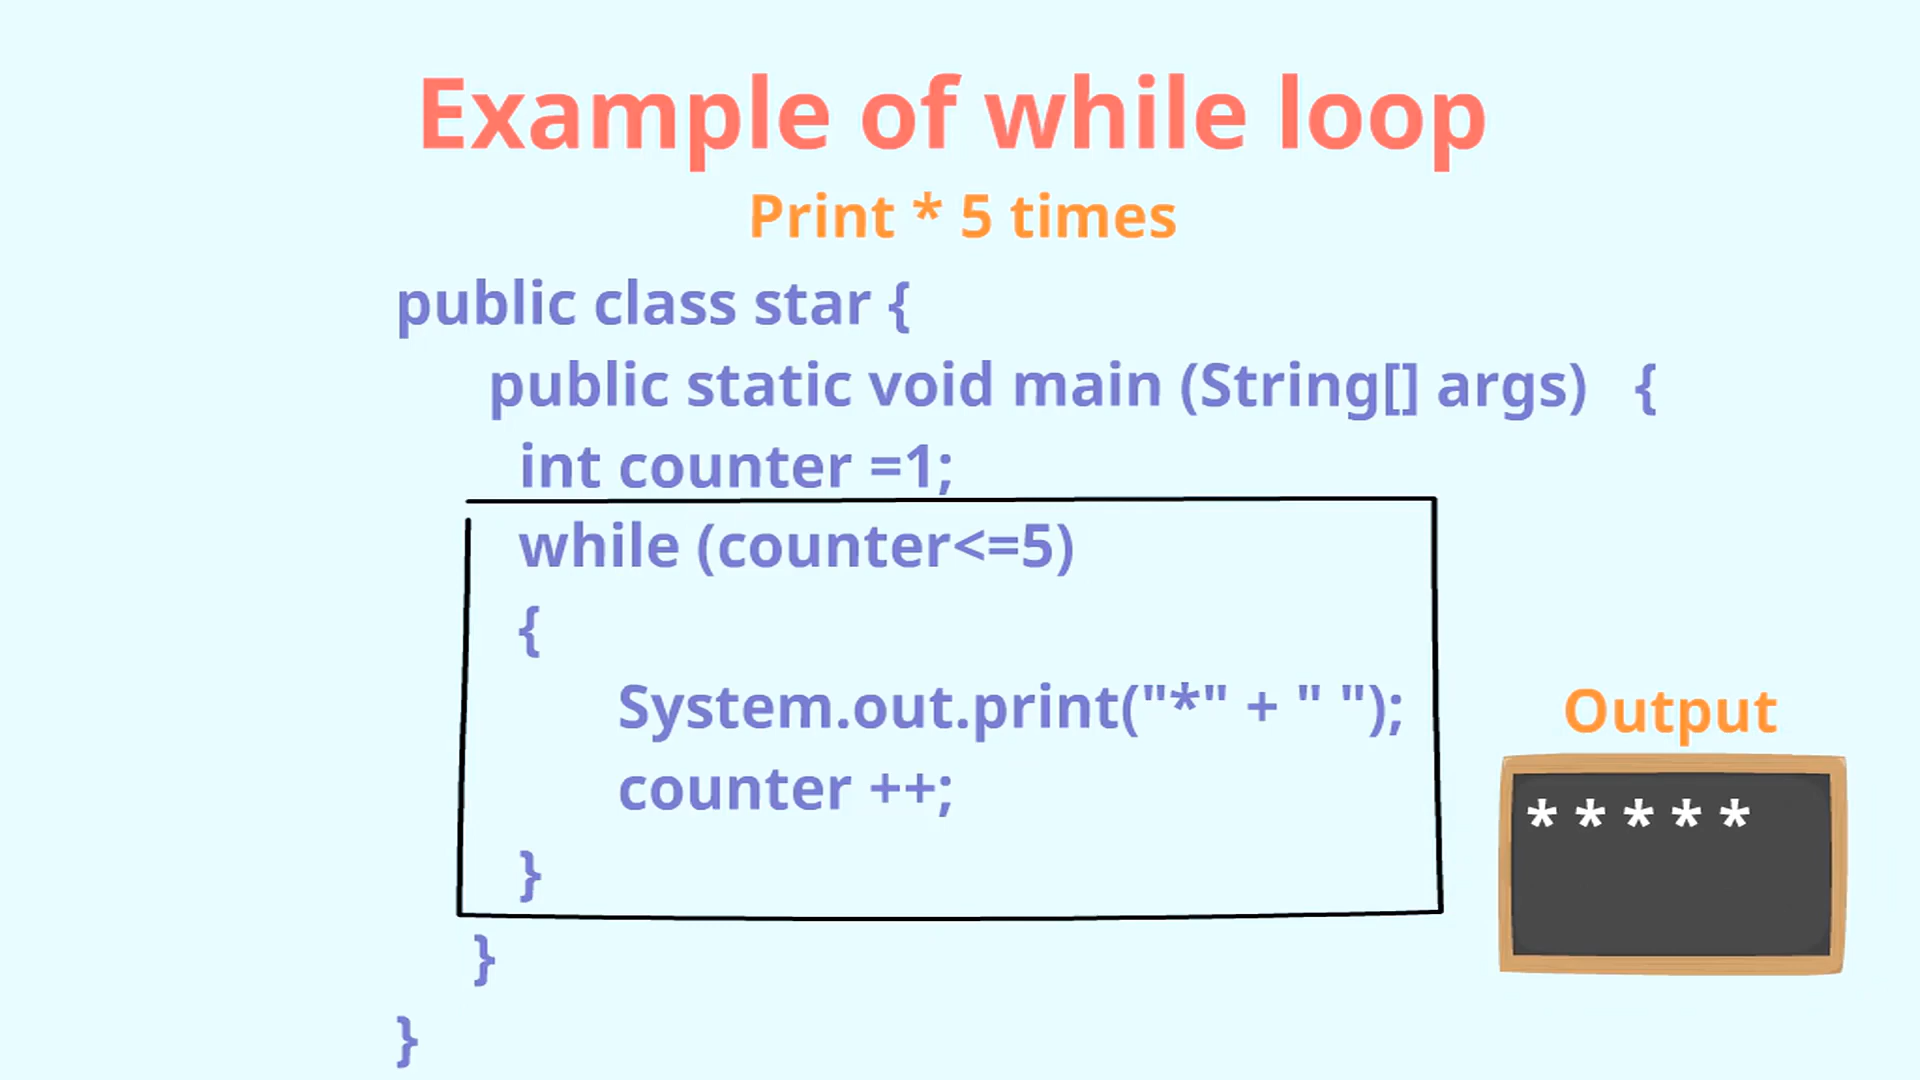 Example of while loop
Print * 5 times
public class star {
public static void main (String[] args) {
int counter =1;
while (counter<=5)
{
System.out.print("*" + " ");
counter ++;
}
}
}
Output
* * * * *